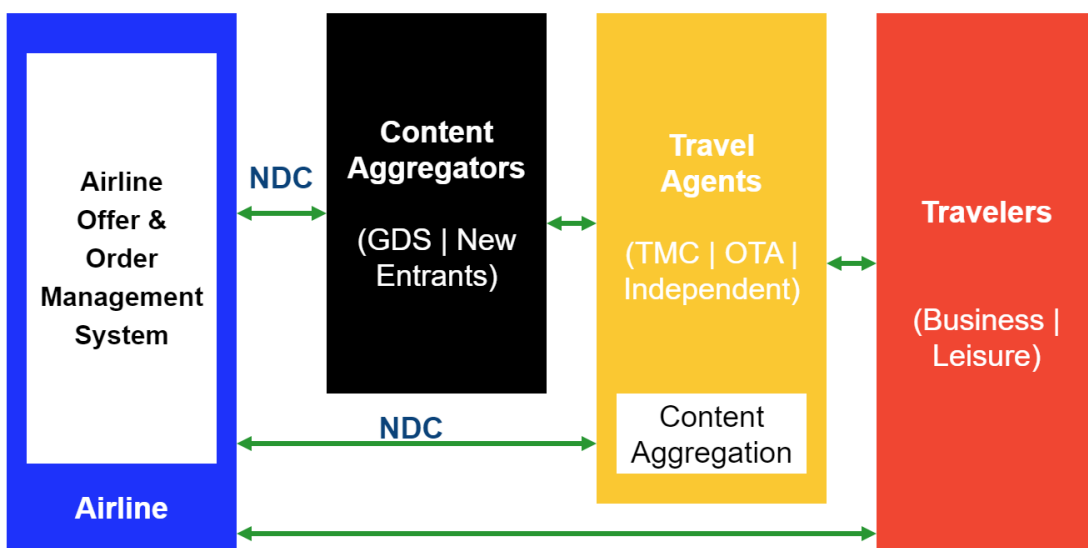 Airline
Offer &
Order
Management
System
Airline
NDC
Content
Aggregators
(GDS | New
Entrants)
NDC
Travel
Agents
(TMC | OTA |
Independent)
Content
Aggregation
Travelers
(Business |
Leisure)